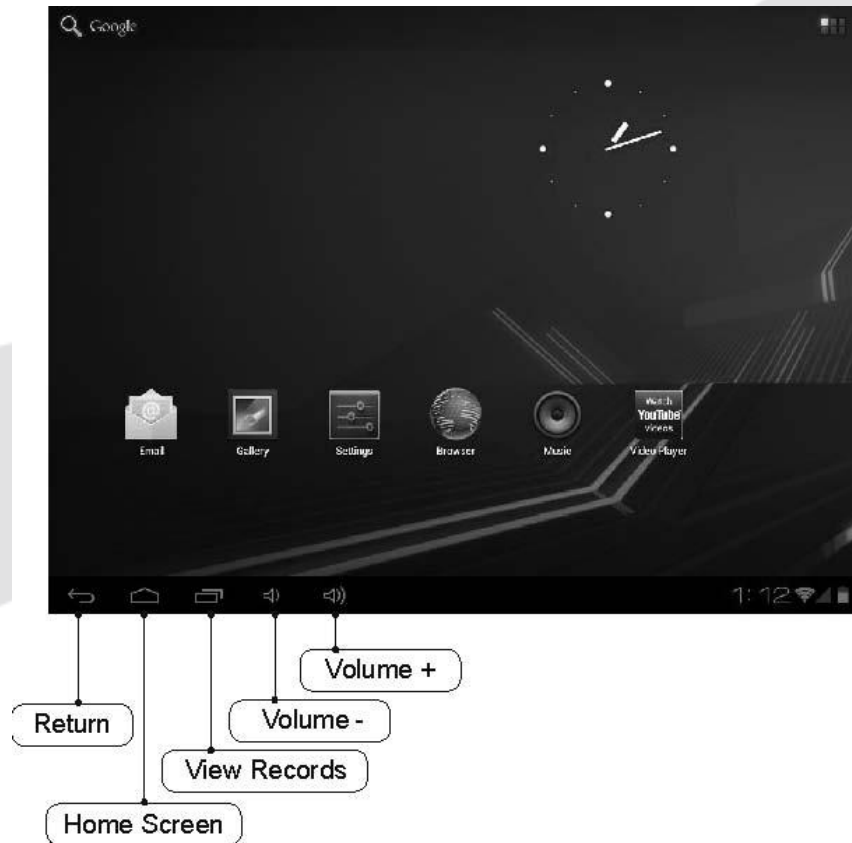 Google
Watch
YouTube
videos
Email
Gallery
Settings
Browser
Music
Video Player
1:12
Volume +
Return
Volume -
View Records
Home Screen